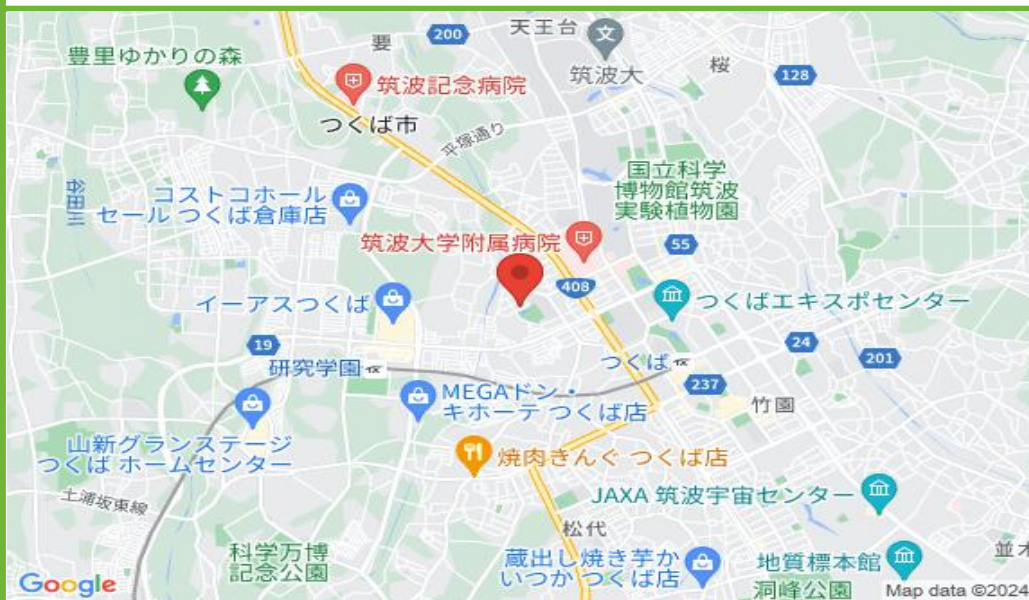 天王台
200
要
豊里ゆかりの森
筑波大
桜
128
筑波記念病院
つくば市
平塚通り
国立科学
博物館筑波
実験植物園
谷田川
コストコホール
セール つくば倉庫店
筑波大学附属病院
55
408
イーアスつくば
つくばエキスポセンター
19
24
201
研究学園
つくば
237
MEGAドン・
キホーテ つくば店
竹園
山新グランステージ
つくば ホームセンター
焼肉きんぐ つくば店
土浦坂東線
JAXA 筑波宇宙センター
松代
科学万博
記念公園
蔵出し焼き芋か
いつか つくば店
地質標本館
並木
洞峰公園
Google
Map data ©2024